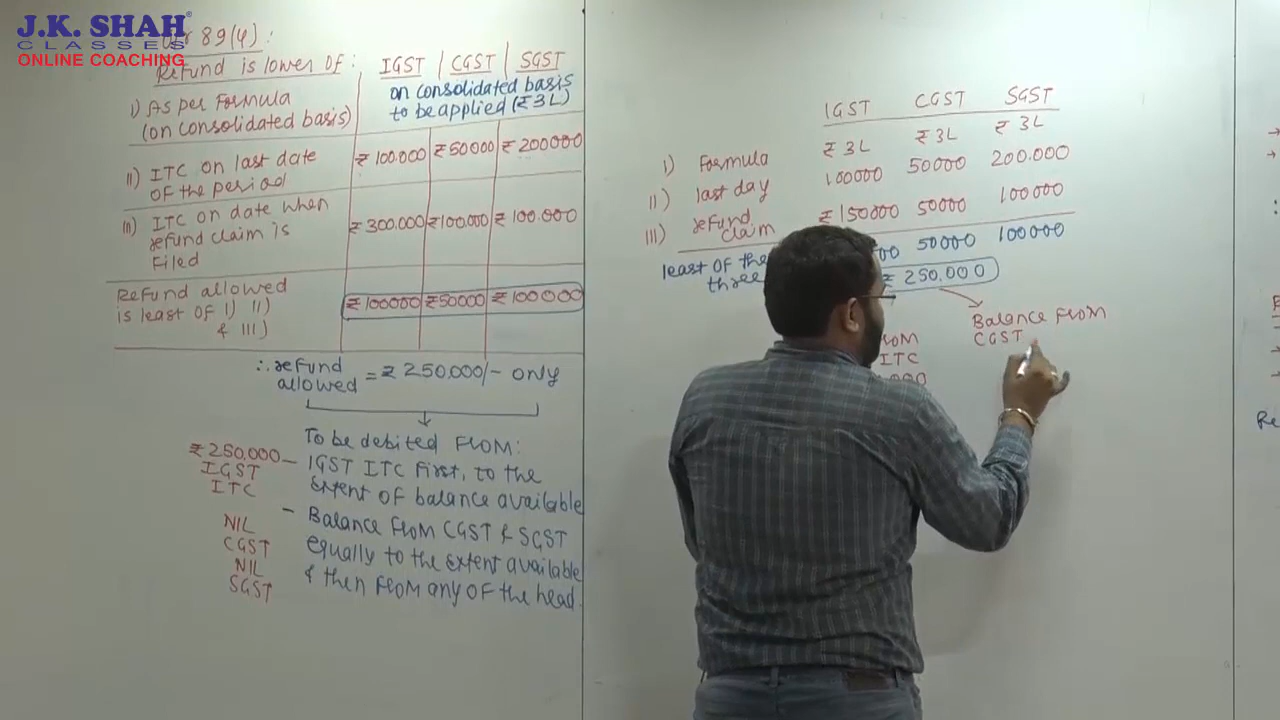 J.K. SHAH®
CLASSES
ONLINE COACHING
89(4):
Refund is lower of: IGST | CGST | SGST
on consolidated basis
to be applied (₹3L)
i) As per Formula
(on consolidated basis)
ii) ITC on last date
of the period
₹100.000 ₹50000 ₹200000
iii) ITC on date when
refund claim is
Filed
₹300.000 ₹100.000 ₹100.000
Refund allowed
is least of i) ii)
& iii)
₹100000 ₹50000 ₹100000
∴ refund
allowed = ₹250.000/- only
To be debited From:
₹250.000 – IGST ITC First, to the
IGST
ITC
extent of balance available
– Balance From CGST & SGST
equally to the extent available
& then From any of the head.
NIL
CGST
NIL
SGST
IGST CGST SGST
i) Formula ₹3L ₹3L ₹3L
ii) last day 100000 50000 200.000
iii) refund
claim
₹150000 50000 100000
least of the
three
00 50000 100000
₹250.000
Balance From
CGST
OM
ITC
000
Re